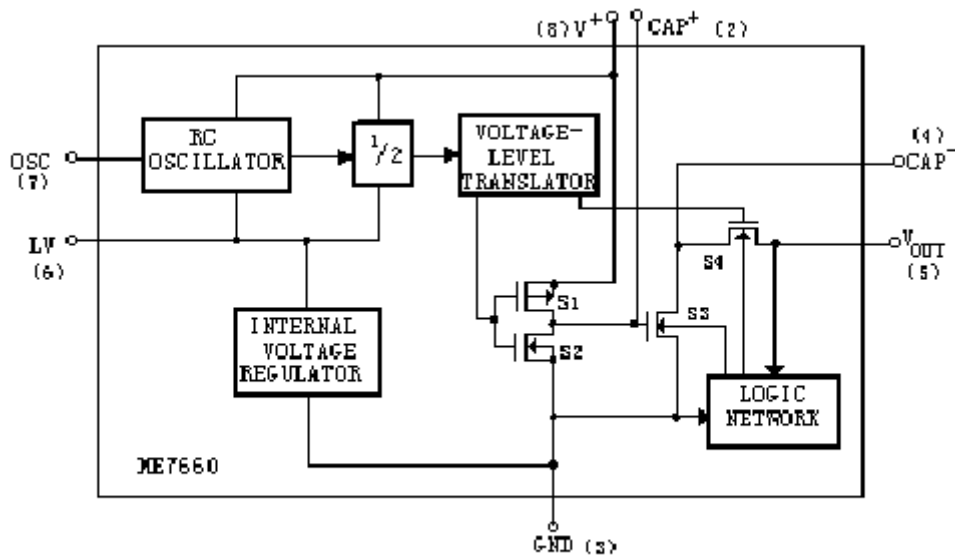 (8) V+ CAP+ (2)
RC
OSCILLATOR
1/2
VOLTAGE-
LEVEL
TRANSLATOR
OSC
(7)
(4)
CAP-
LV
(6)
S4
VOUT
(5)
S1
S3
S2
INTERNAL
VOLTAGE
REGULATOR
LOGIC
NETWORK
ME7660
GND (3)